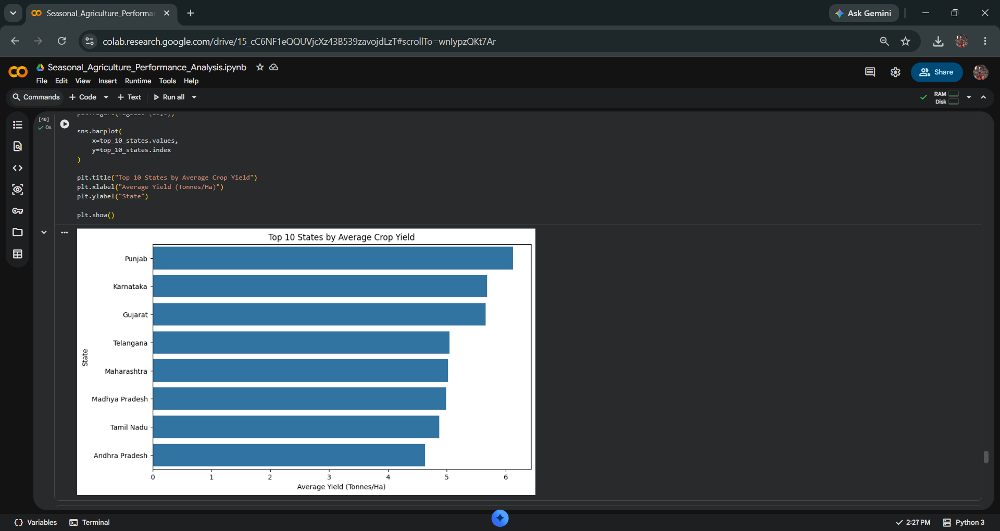 Seasonal_Agriculture_Performa
Ask Gemini
colab.research.google.com/drive/15_cC6NF1eQQUVjcXz43B539zavojdLzT#scrollTo=wnlypzQKt7Ar
Seasonal_Agriculture_Performance_Analysis.ipynb
File Edit View Insert Runtime Tools Help
Share
Commands + Code + Text Run all
RAM
Disk
[40]
0s
sns.barplot(
x=top_10_states.values,
y=top_10_states.index
)
plt.title("Top 10 States by Average Crop Yield")
plt.xlabel("Average Yield (Tonnes/Ha)")
plt.ylabel("State")
plt.show()
Top 10 States by Average Crop Yield
Punjab
Karnataka
Gujarat
Telangana
State
Maharashtra
Madhya Pradesh
Tamil Nadu
Andhra Pradesh
0 1 2 3 4 5 6
Average Yield (Tonnes/Ha)
{} Variables Terminal
2:27 PM Python 3